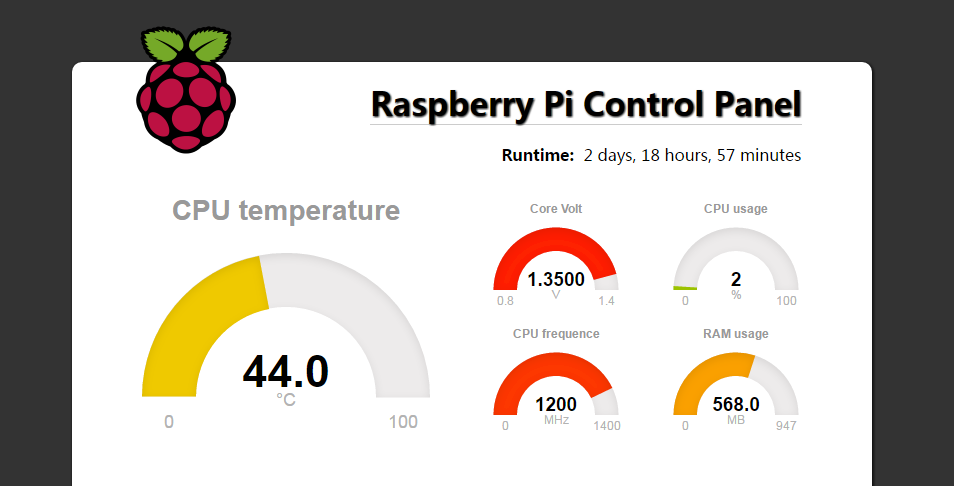 Raspberry Pi Control Panel
Runtime: 2 days, 18 hours, 57 minutes
CPU temperature
44.0
°C
0 100
Core Volt
1.3500
V
0.8 1.4
CPU usage
2
%
0 100
CPU frequence
1200
MHz
0 1400
RAM usage
568.0
MB
0 947